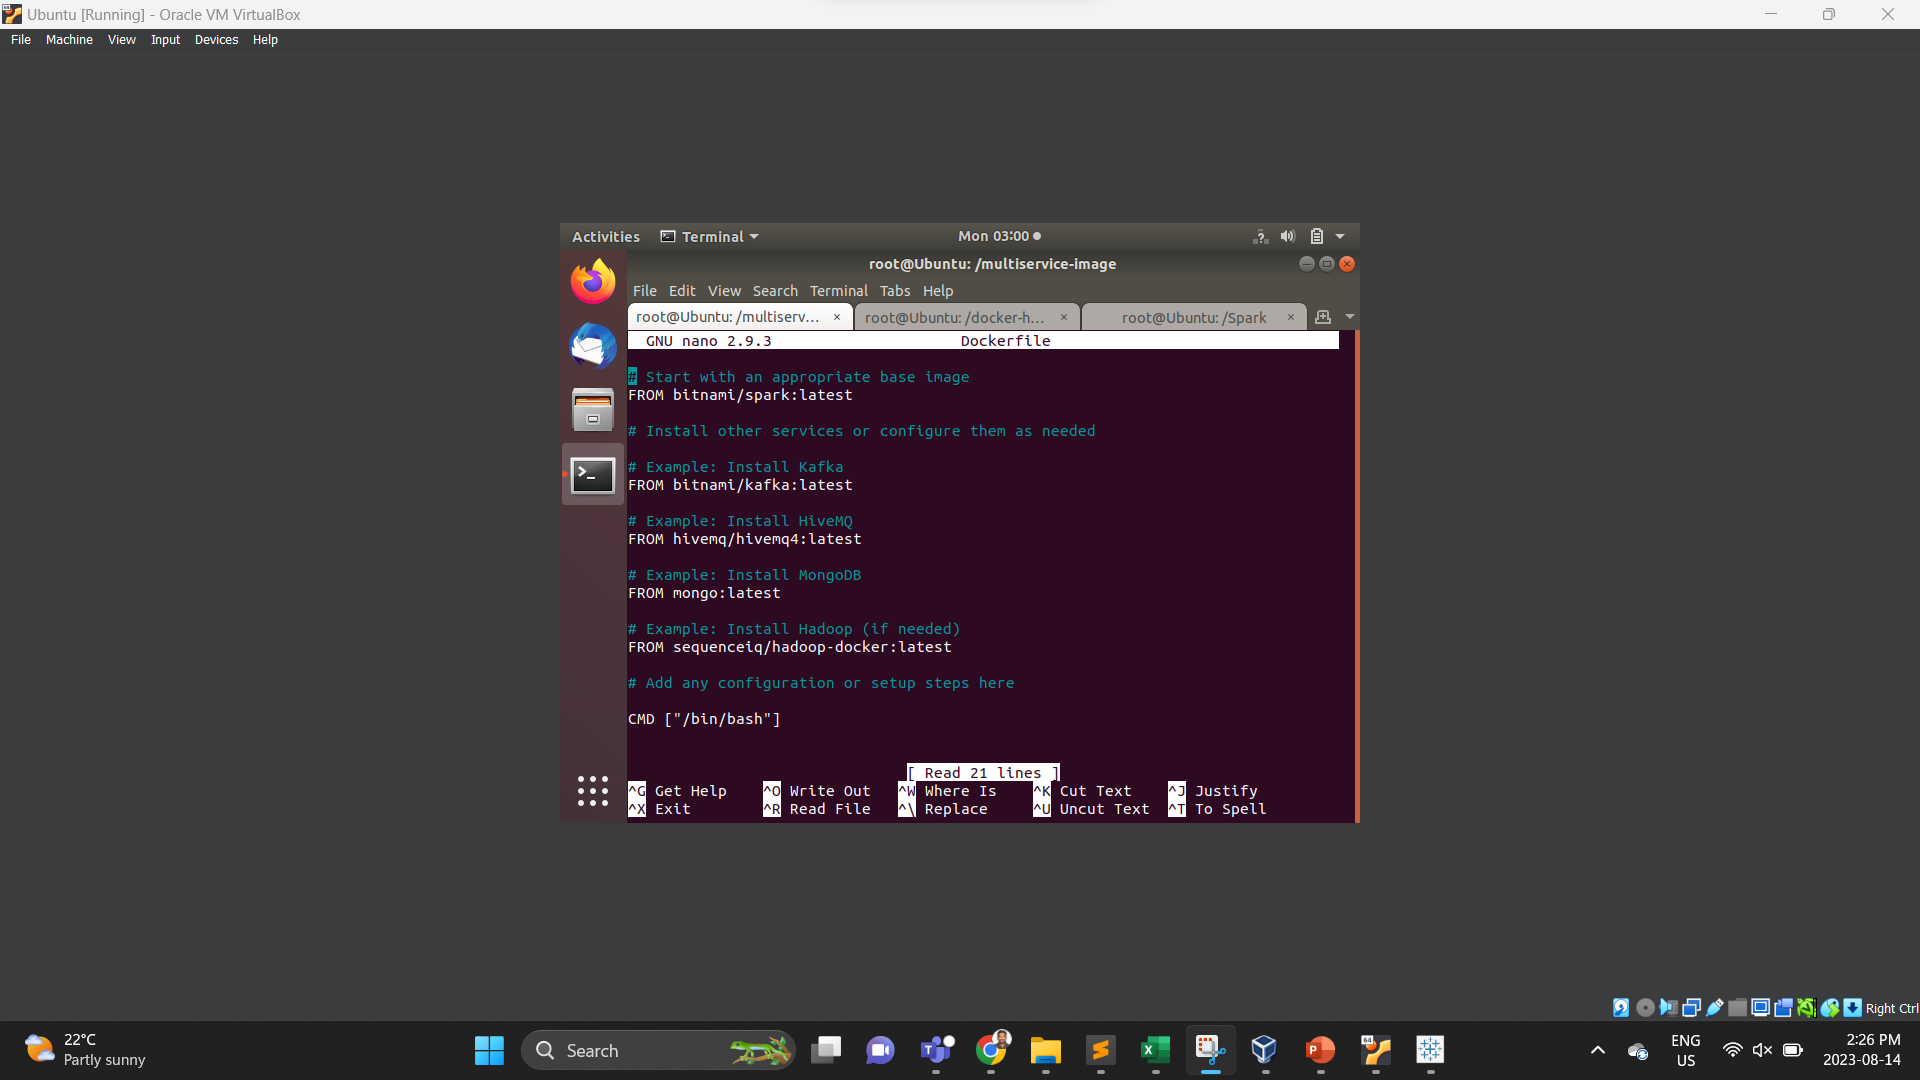 Ubuntu [Running] - Oracle VM VirtualBox
File Machine View Input Devices Help
Activities Terminal Mon 03:00
root@Ubuntu: /multiservice-image
File Edit View Search Terminal Tabs Help
root@Ubuntu: /multiserv... × root@Ubuntu: /docker-h... × root@Ubuntu: /Spark ×
GNU nano 2.9.3 Dockerfile
# Start with an appropriate base image
FROM bitnami/spark:latest
# Install other services or configure them as needed
# Example: Install Kafka
FROM bitnami/kafka:latest
# Example: Install HiveMQ
FROM hivemq/hivemq4:latest
# Example: Install MongoDB
FROM mongo:latest
# Example: Install Hadoop (if needed)
FROM sequenceiq/hadoop-docker:latest
# Add any configuration or setup steps here
CMD ["/bin/bash"]
[ Read 21 lines ]
^G Get Help ^O Write Out ^W Where Is ^K Cut Text ^J Justify
^X Exit ^R Read File ^\ Replace ^U Uncut Text ^T To Spell
Right Ctrl
22°C
Partly sunny
Search
ENG
US
2:26 PM
2023-08-14